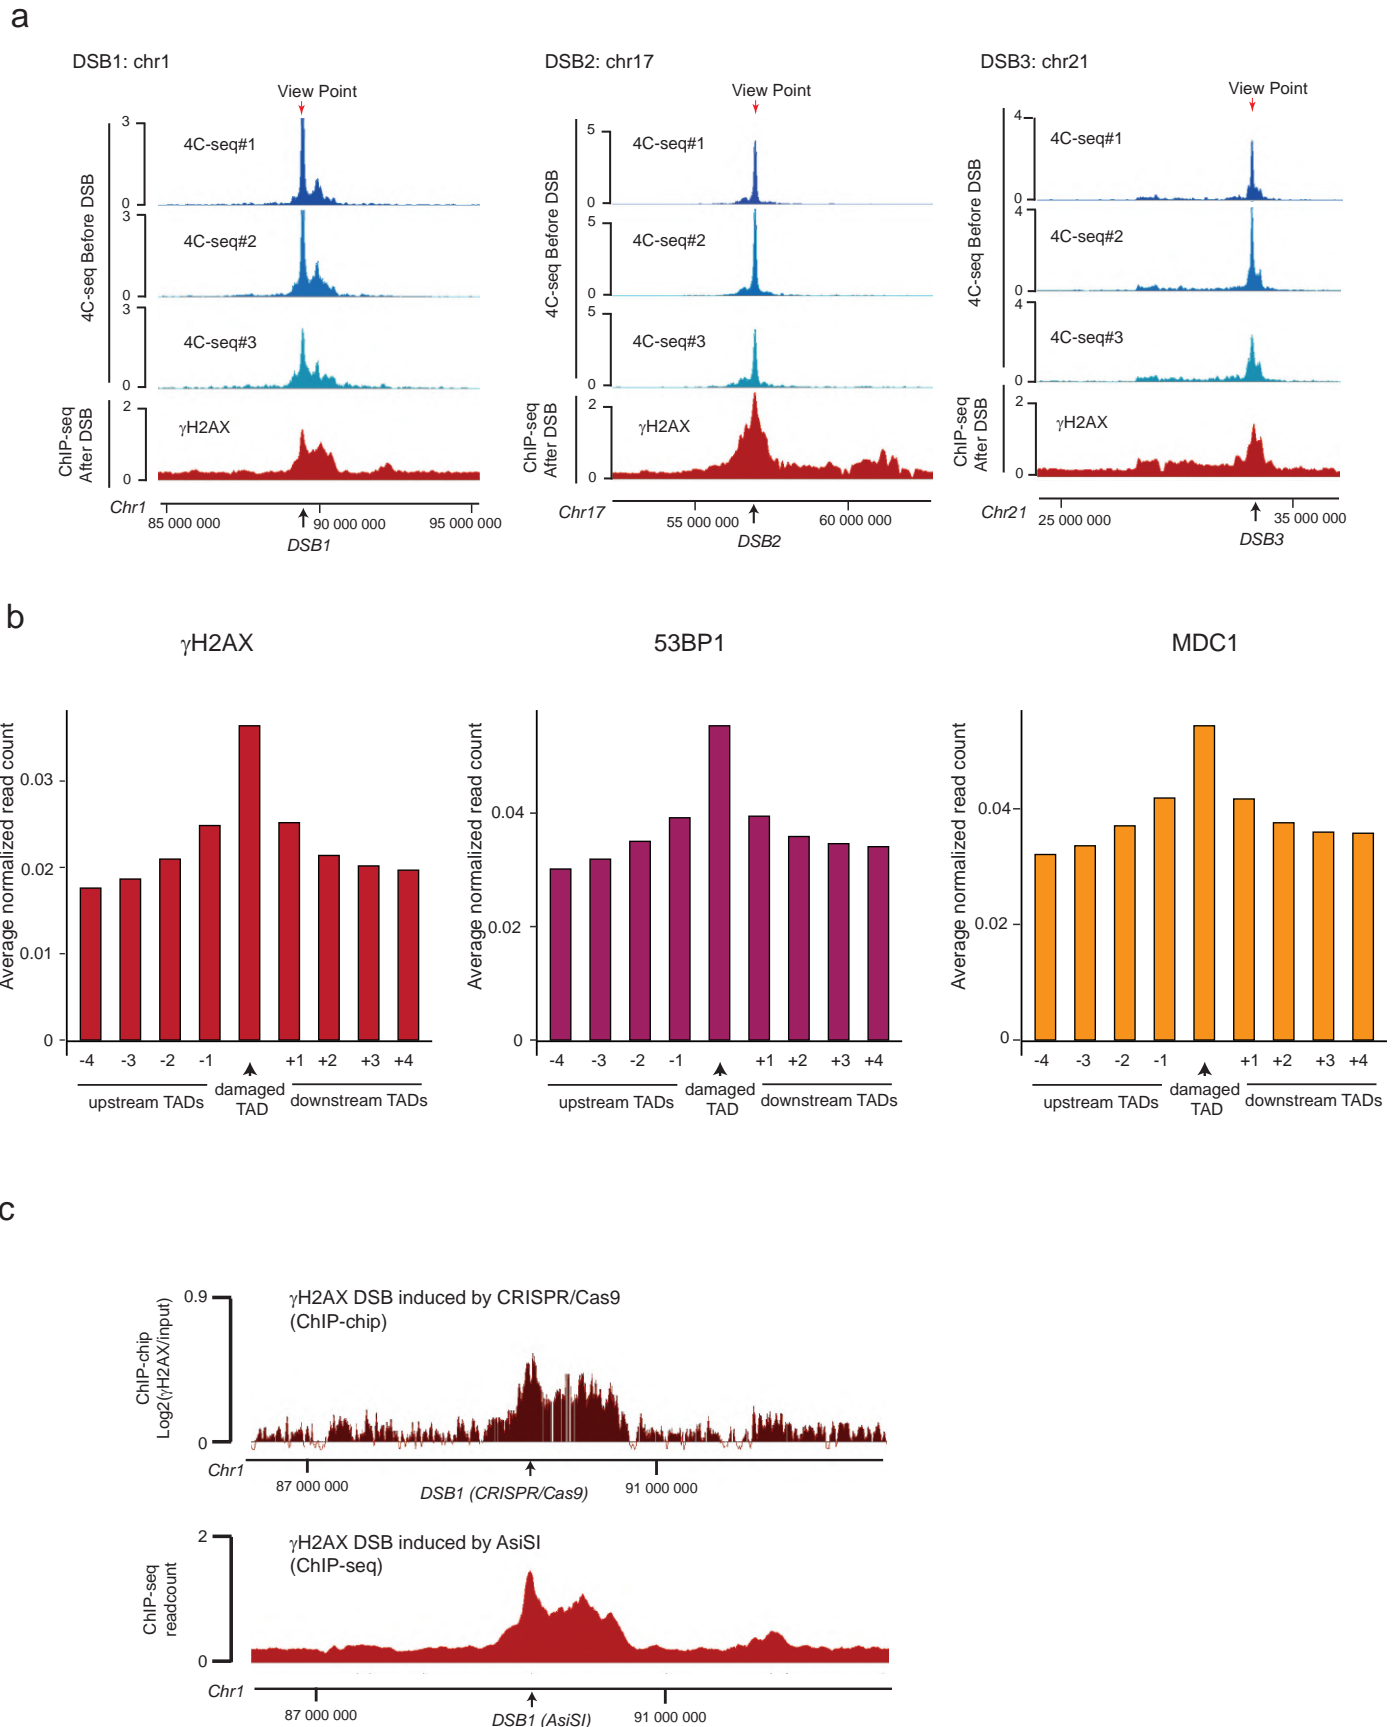 a
DSB1: chr1
View Point
3
4C-seq#1
0
3
4C-seq#2
0
3
4C-seq#3
0
4C-seq Before DSB
2
γH2AX
0
ChIP-seq
After DSB
Chr1
85 000 000
90 000 000
95 000 000
DSB1
DSB2: chr17
View Point
5
4C-seq#1
0
5
4C-seq#2
0
5
4C-seq#3
0
4C-seq Before DSB
2
γH2AX
0
ChIP-seq
After DSB
Chr17
55 000 000
60 000 000
DSB2
DSB3: chr21
View Point
4
4C-seq#1
0
4
4C-seq#2
0
4
4C-seq#3
0
4C-seq Before DSB
2
γH2AX
0
ChIP-seq
After DSB
Chr21
25 000 000
35 000 000
DSB3
b
γH2AX
Average normalized read count
0.03
0.02
0.01
0
-4 -3 -2 -1 +1 +2 +3 +4
upstream TADs
damaged
TAD
downstream TADs
53BP1
Average normalized read count
0.04
0.02
0
-4 -3 -2 -1 +1 +2 +3 +4
upstream TADs
damaged
TAD
downstream TADs
MDC1
Average normalized read count
0.04
0.02
0
-4 -3 -2 -1 +1 +2 +3 +4
upstream TADs
damaged
TAD
downstream TADs
c
0.9
0
ChIP-chip
Log2(γH2AX/input)
γH2AX DSB induced by CRISPR/Cas9
(ChIP-chip)
Chr1
87 000 000
DSB1 (CRISPR/Cas9)
91 000 000
2
0
ChIP-seq
readcount
γH2AX DSB induced by AsiSI
(ChIP-seq)
Chr1
87 000 000
DSB1 (AsiSI)
91 000 000